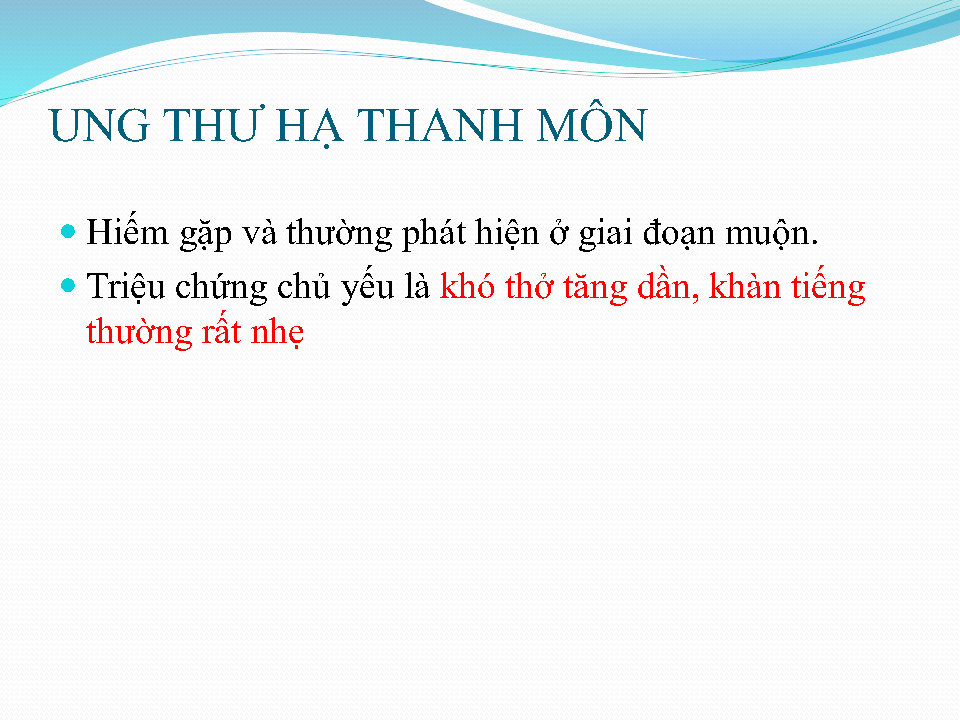 UNG THƯ HẠ THANH MÔN
Hiếm gặp và thường phát hiện ở giai đoạn muộn.
Triệu chứng chủ yếu là khó thở tăng dần, khàn tiếng
thường rất nhẹ